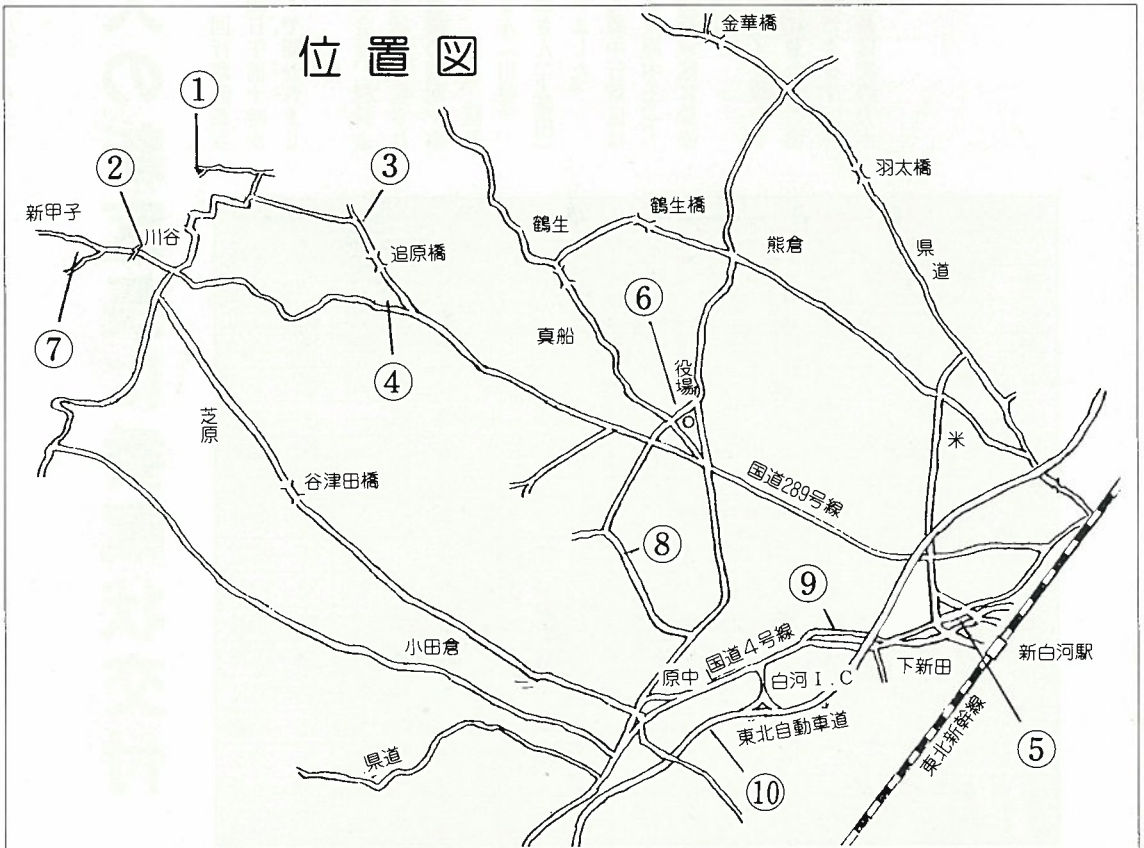 位置図
金華橋
①
②
③
羽太橋
新甲子
川谷
鶴生
鶴生橋
追原橋
熊倉
県道
⑥
⑦
真船
役場
④
芝原
米
谷津田橋
国道289号線
⑧
⑨
小田倉
国道4号線
原中
白河I.C
下新田
新白河駅
東北自動車道
東北新幹線
⑤
県道
⑩